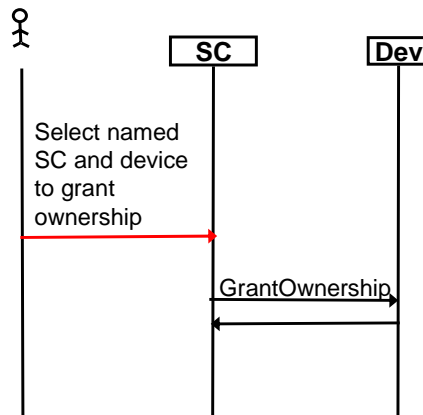 SC
Dev
Select named
SC and device
to grant
ownership
GrantOwnership